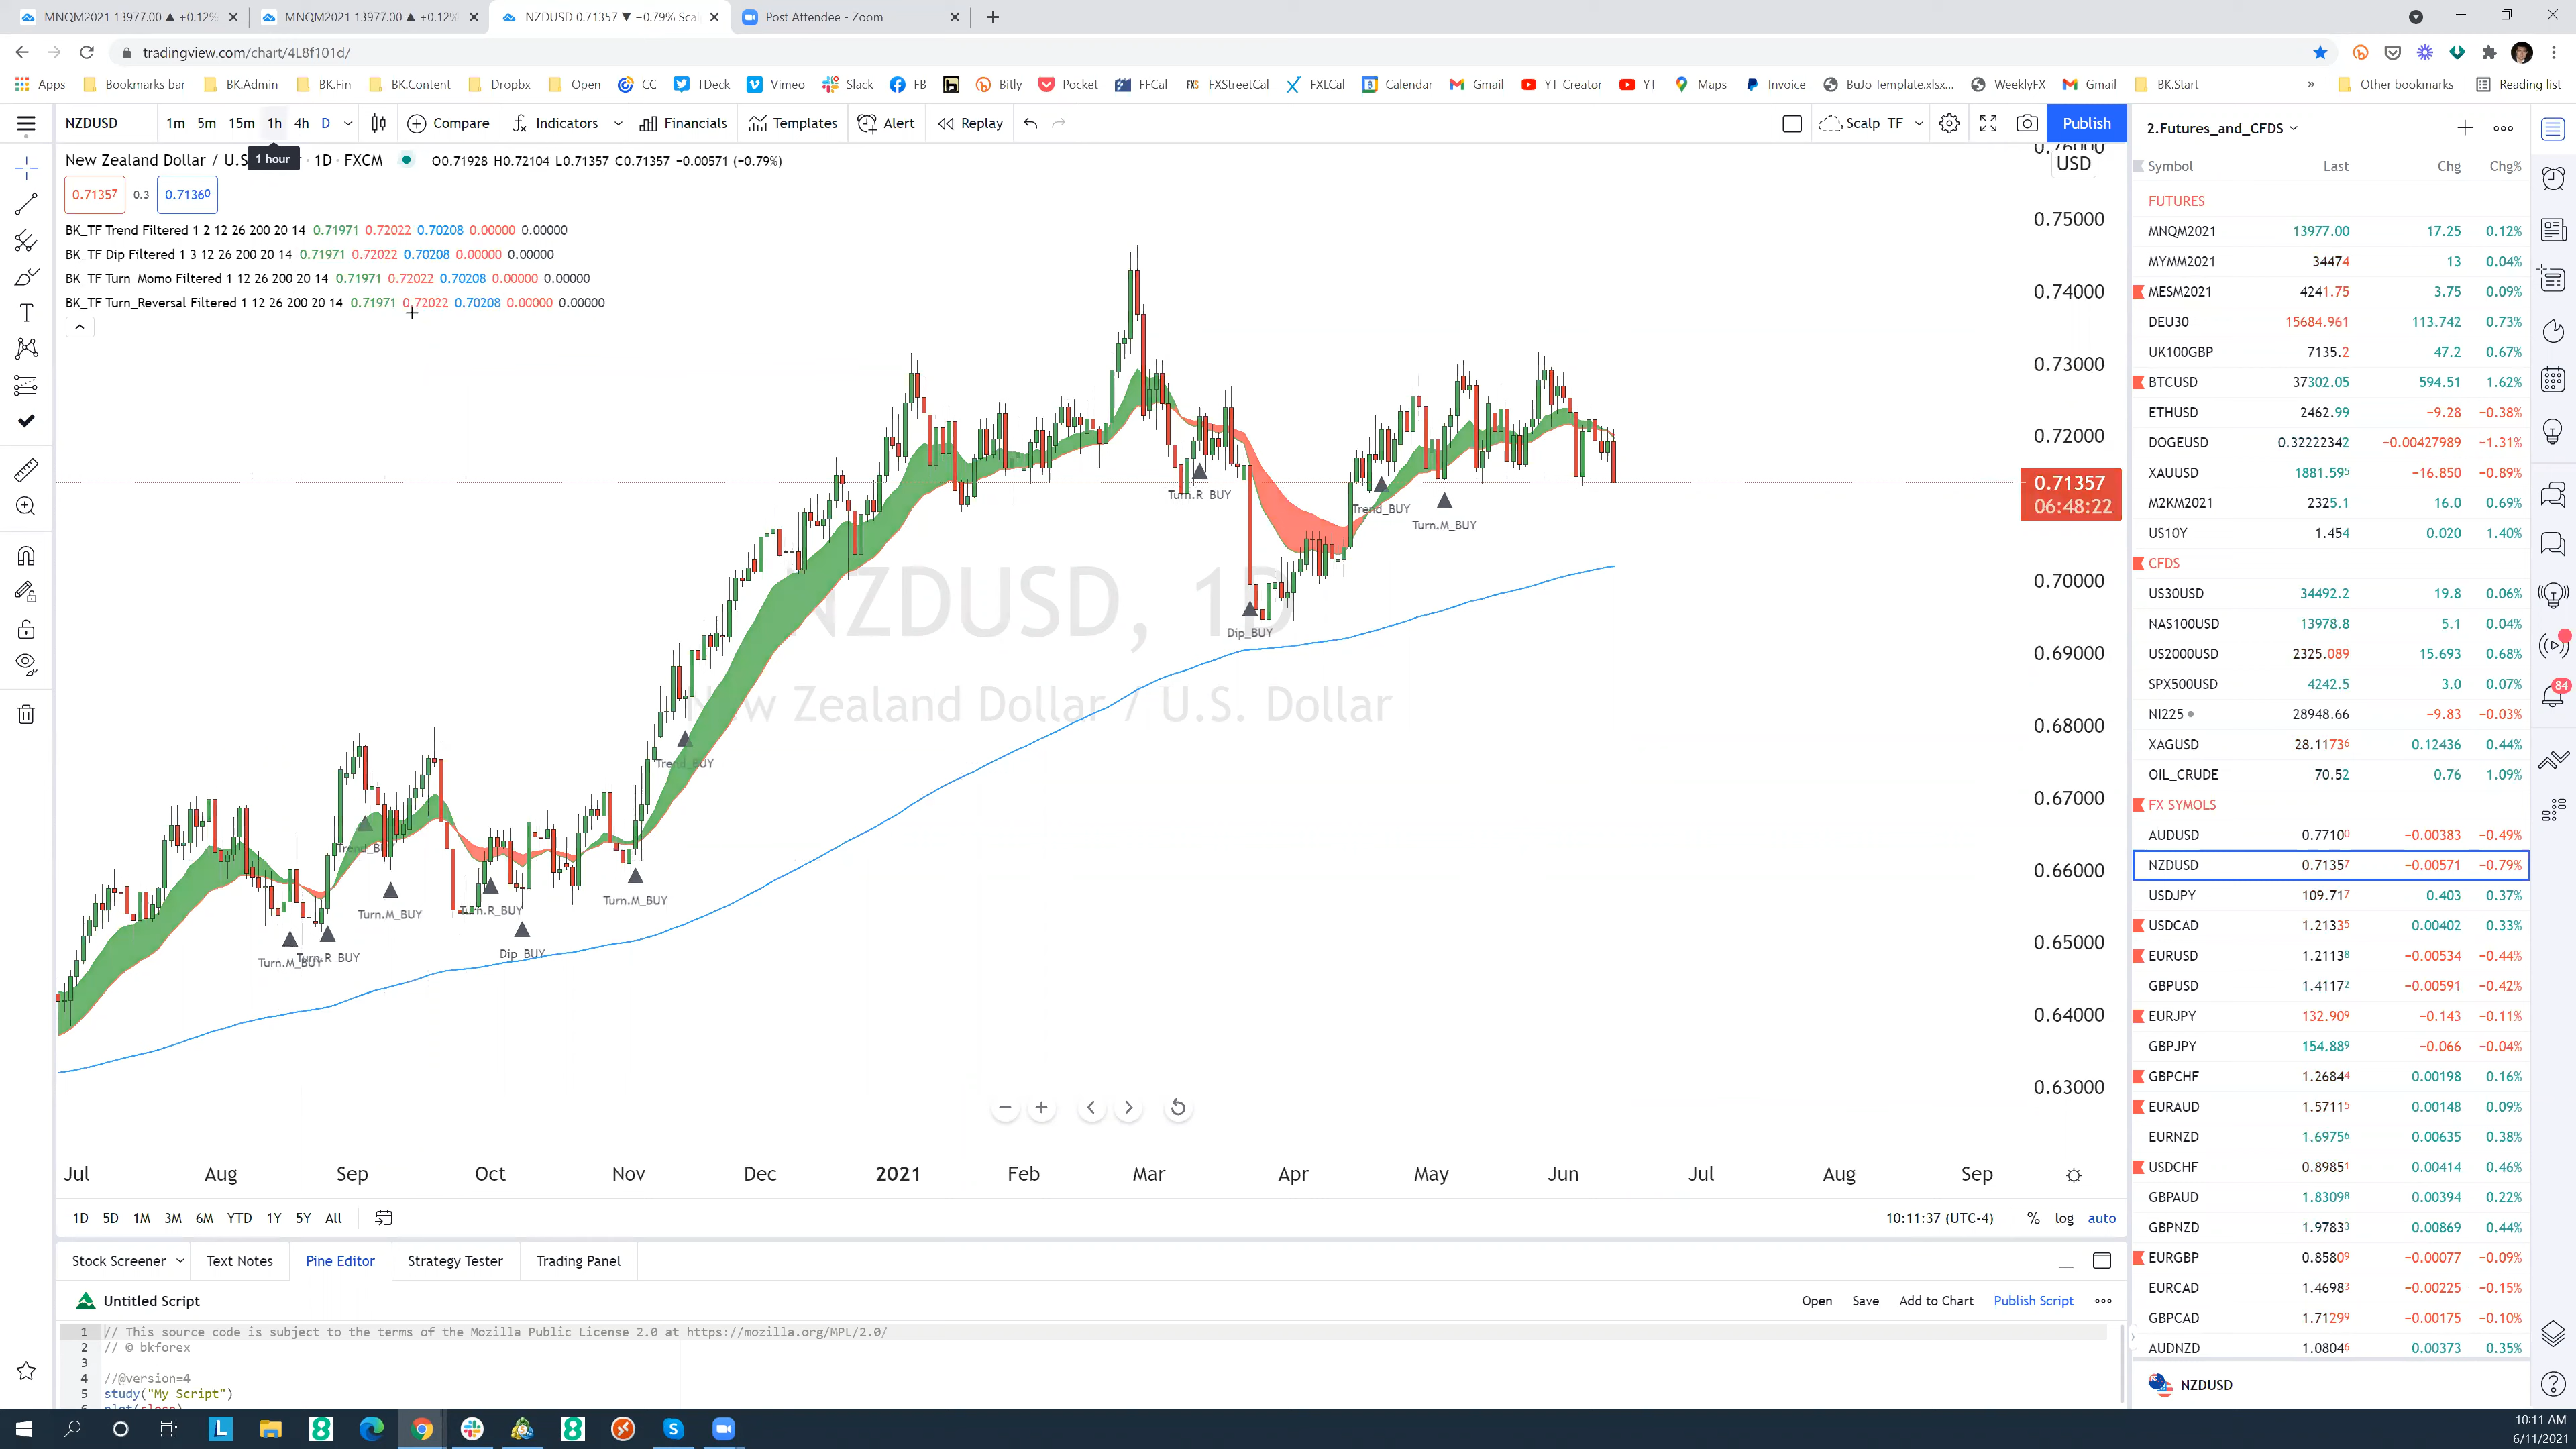 MNQM2021 13977.00 ▲ +0.12%
MNQM2021 13977.00 ▲ +0.12%
NZDUSD 0.71357 ▼ −0.79% Scal
Post Attendee - Zoom
tradingview.com/chart/4L8f101d/
Apps Bookmarks bar BK.Admin BK.Fin BK.Content Dropbx Open CC TDeck Vimeo Slack FB Bitly Pocket FFCal FXStreetCal FXLCal Calendar Gmail YT-Creator YT Maps Invoice BuJo Template.xlsx... WeeklyFX Gmail BK.Start » Other bookmarks Reading list
NZDUSD 1m 5m 15m 1h 4h D Compare Indicators Financials Templates Alert Replay Scalp_TF Publish
1 hour
New Zealand Dollar / U.S 1D · FXCM O0.71928 H0.72104 L0.71357 C0.71357 −0.00571 (−0.79%)
0.71357 0.3 0.71360
BK_TF Trend Filtered 1 2 12 26 200 20 14 0.71971 0.72022 0.70208 0.00000 0.00000
BK_TF Dip Filtered 1 3 12 26 200 20 14 0.71971 0.72022 0.70208 0.00000 0.00000
BK_TF Turn_Momo Filtered 1 12 26 200 20 14 0.71971 0.72022 0.70208 0.00000 0.00000
BK_TF Turn_Reversal Filtered 1 12 26 200 20 14 0.71971 0.72022 0.70208 0.00000 0.00000
NZDUSD, 1D
New Zealand Dollar / U.S. Dollar
Turn.M_BUY
Turn.R_BUY
Trend_BUY
Turn.M_BUY
Turn.R_BUY
Dip_BUY
Turn.M_BUY
Trend_BUY
Turn.R_BUY
Dip_BUY
Trend_BUY
Turn.M_BUY
0.76000
USD
0.75000
0.74000
0.73000
0.72000
0.71357
06:48:22
0.70000
0.69000
0.68000
0.67000
0.66000
0.65000
0.64000
0.63000
Jul Aug Sep Oct Nov Dec 2021 Feb Mar Apr May Jun Jul Aug Sep
1D 5D 1M 3M 6M YTD 1Y 5Y All
10:11:37 (UTC-4) % log auto
Stock Screener Text Notes Pine Editor Strategy Tester Trading Panel
Untitled Script
Open Save Add to Chart Publish Script
1 // This source code is subject to the terms of the Mozilla Public License 2.0 at https://mozilla.org/MPL/2.0/
2 // © bkforex
3
4 //@version=4
5 study("My Script")
6 plot(close)
2.Futures_and_CFDS
Symbol Last Chg Chg%
FUTURES
MNQM2021 13977.00 17.25 0.12%
MYMM2021 34474 13 0.04%
MESM2021 4241.75 3.75 0.09%
DEU30 15684.961 113.742 0.73%
UK100GBP 7135.2 47.2 0.67%
BTCUSD 37302.05 594.51 1.62%
ETHUSD 2462.99 −9.28 −0.38%
DOGEUSD 0.32222342 −0.00427989 −1.31%
XAUUSD 1881.595 −16.850 −0.89%
M2KM2021 2325.1 16.0 0.69%
US10Y 1.454 0.020 1.40%
CFDS
US30USD 34492.2 19.8 0.06%
NAS100USD 13978.8 5.1 0.04%
US2000USD 2325.089 15.693 0.68%
SPX500USD 4242.5 3.0 0.07%
NI225 28948.66 −9.83 −0.03%
XAGUSD 28.11736 0.12436 0.44%
OIL_CRUDE 70.52 0.76 1.09%
FX SYMOLS
AUDUSD 0.77100 −0.00383 −0.49%
NZDUSD 0.71357 −0.00571 −0.79%
USDJPY 109.717 0.403 0.37%
USDCAD 1.21335 0.00402 0.33%
EURUSD 1.21138 −0.00534 −0.44%
GBPUSD 1.41172 −0.00591 −0.42%
EURJPY 132.909 −0.143 −0.11%
GBPJPY 154.889 −0.066 −0.04%
GBPCHF 1.26844 0.00198 0.16%
EURAUD 1.57115 0.00148 0.09%
EURNZD 1.69756 0.00635 0.38%
USDCHF 0.89851 0.00414 0.46%
GBPAUD 1.83098 0.00394 0.22%
GBPNZD 1.97833 0.00869 0.44%
EURGBP 0.85809 −0.00077 −0.09%
EURCAD 1.46983 −0.00225 −0.15%
GBPCAD 1.71299 −0.00175 −0.10%
AUDNZD 1.08046 0.00373 0.35%
NZDUSD
84
10:11 AM
6/11/2021